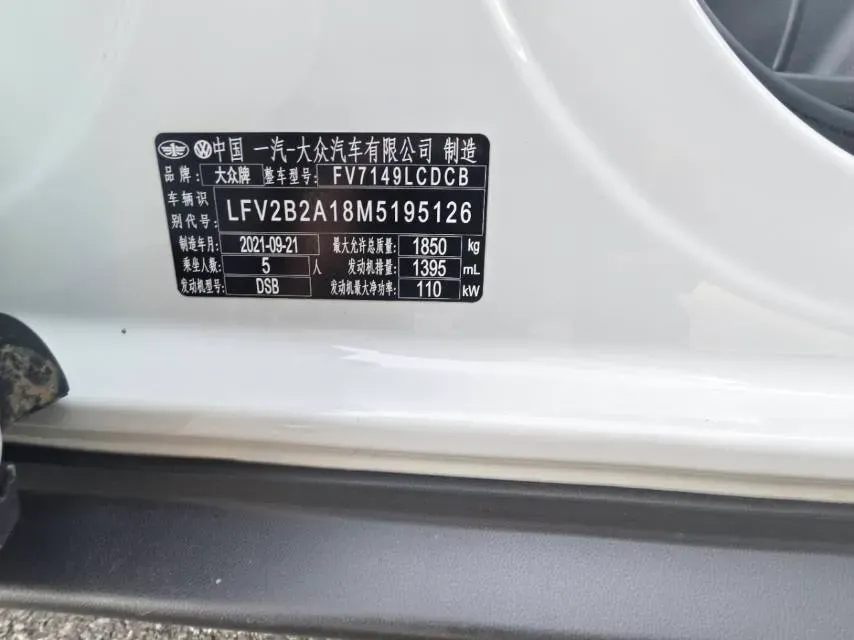 中国 一汽-大众汽车有限公司 制造
品牌: 大众牌 整车型号: FV7149LCDCB
车辆识别代号: LFV2B2A18M5195126
制造年月: 2021-09-21 最大允许总质量: 1850 kg
乘坐人数: 5 人 发动机排量: 1395 mL
发动机型号: DSB 发动机最大净功率: 110 kW